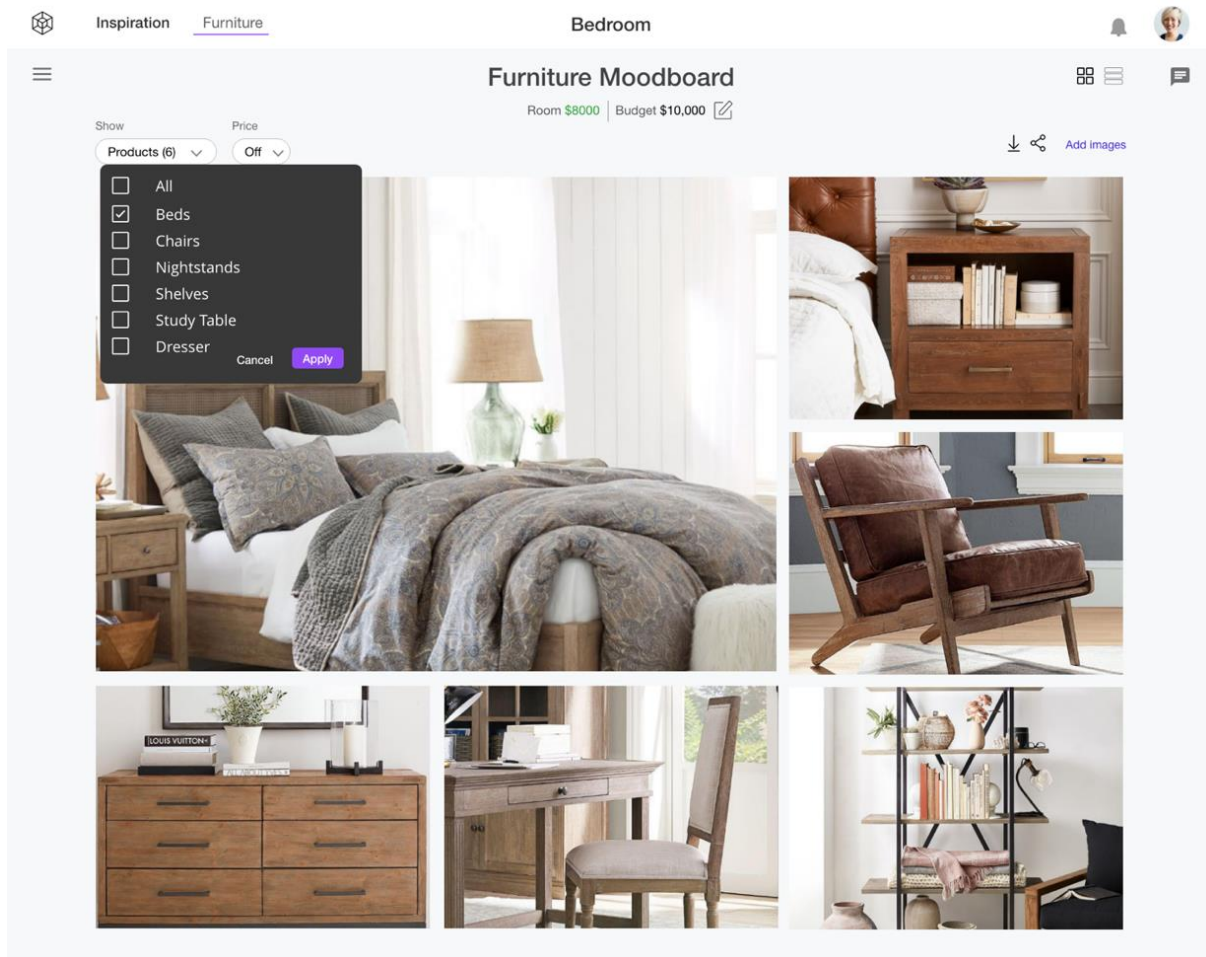 Inspiration Furniture Bedroom
Furniture Moodboard
Room $8000 Budget $10,000
Show Price
Products (6) Off
Add images
All
Beds
Chairs
Nightstands
Shelves
Study Table
Dresser
Cancel Apply
LOUIS VUITTON